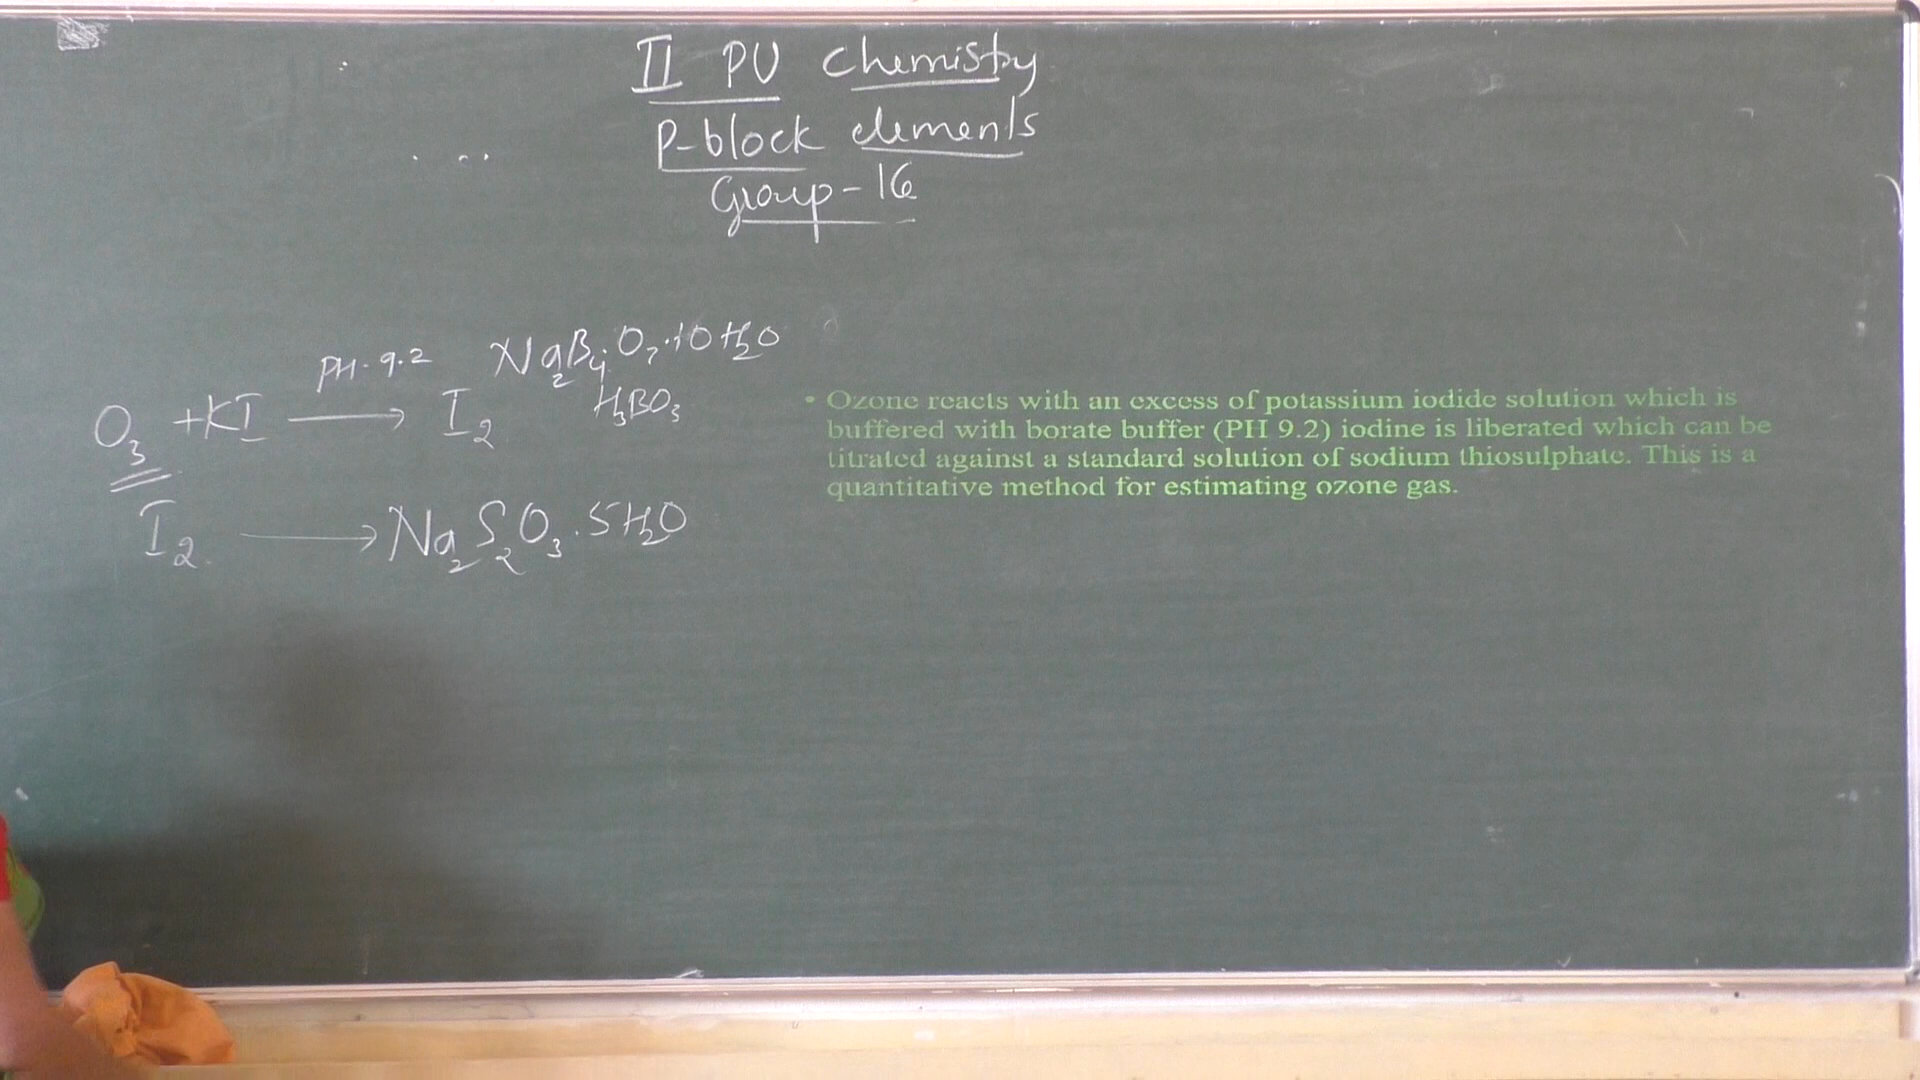 II PU Chemistry
P-block elements
Group-16
PH-9.2 Na₂B₄O₇·10H₂O
H₃BO₃
O₃ +KI ⟶ I₂
I₂ ⟶ Na₂S₂O₃.5H₂O
• Ozone reacts with an excess of potassium iodide solution which is
buffered with borate buffer (PH 9.2) iodine is liberated which can be
titrated against a standard solution of sodium thiosulphate. This is a
quantitative method for estimating ozone gas.